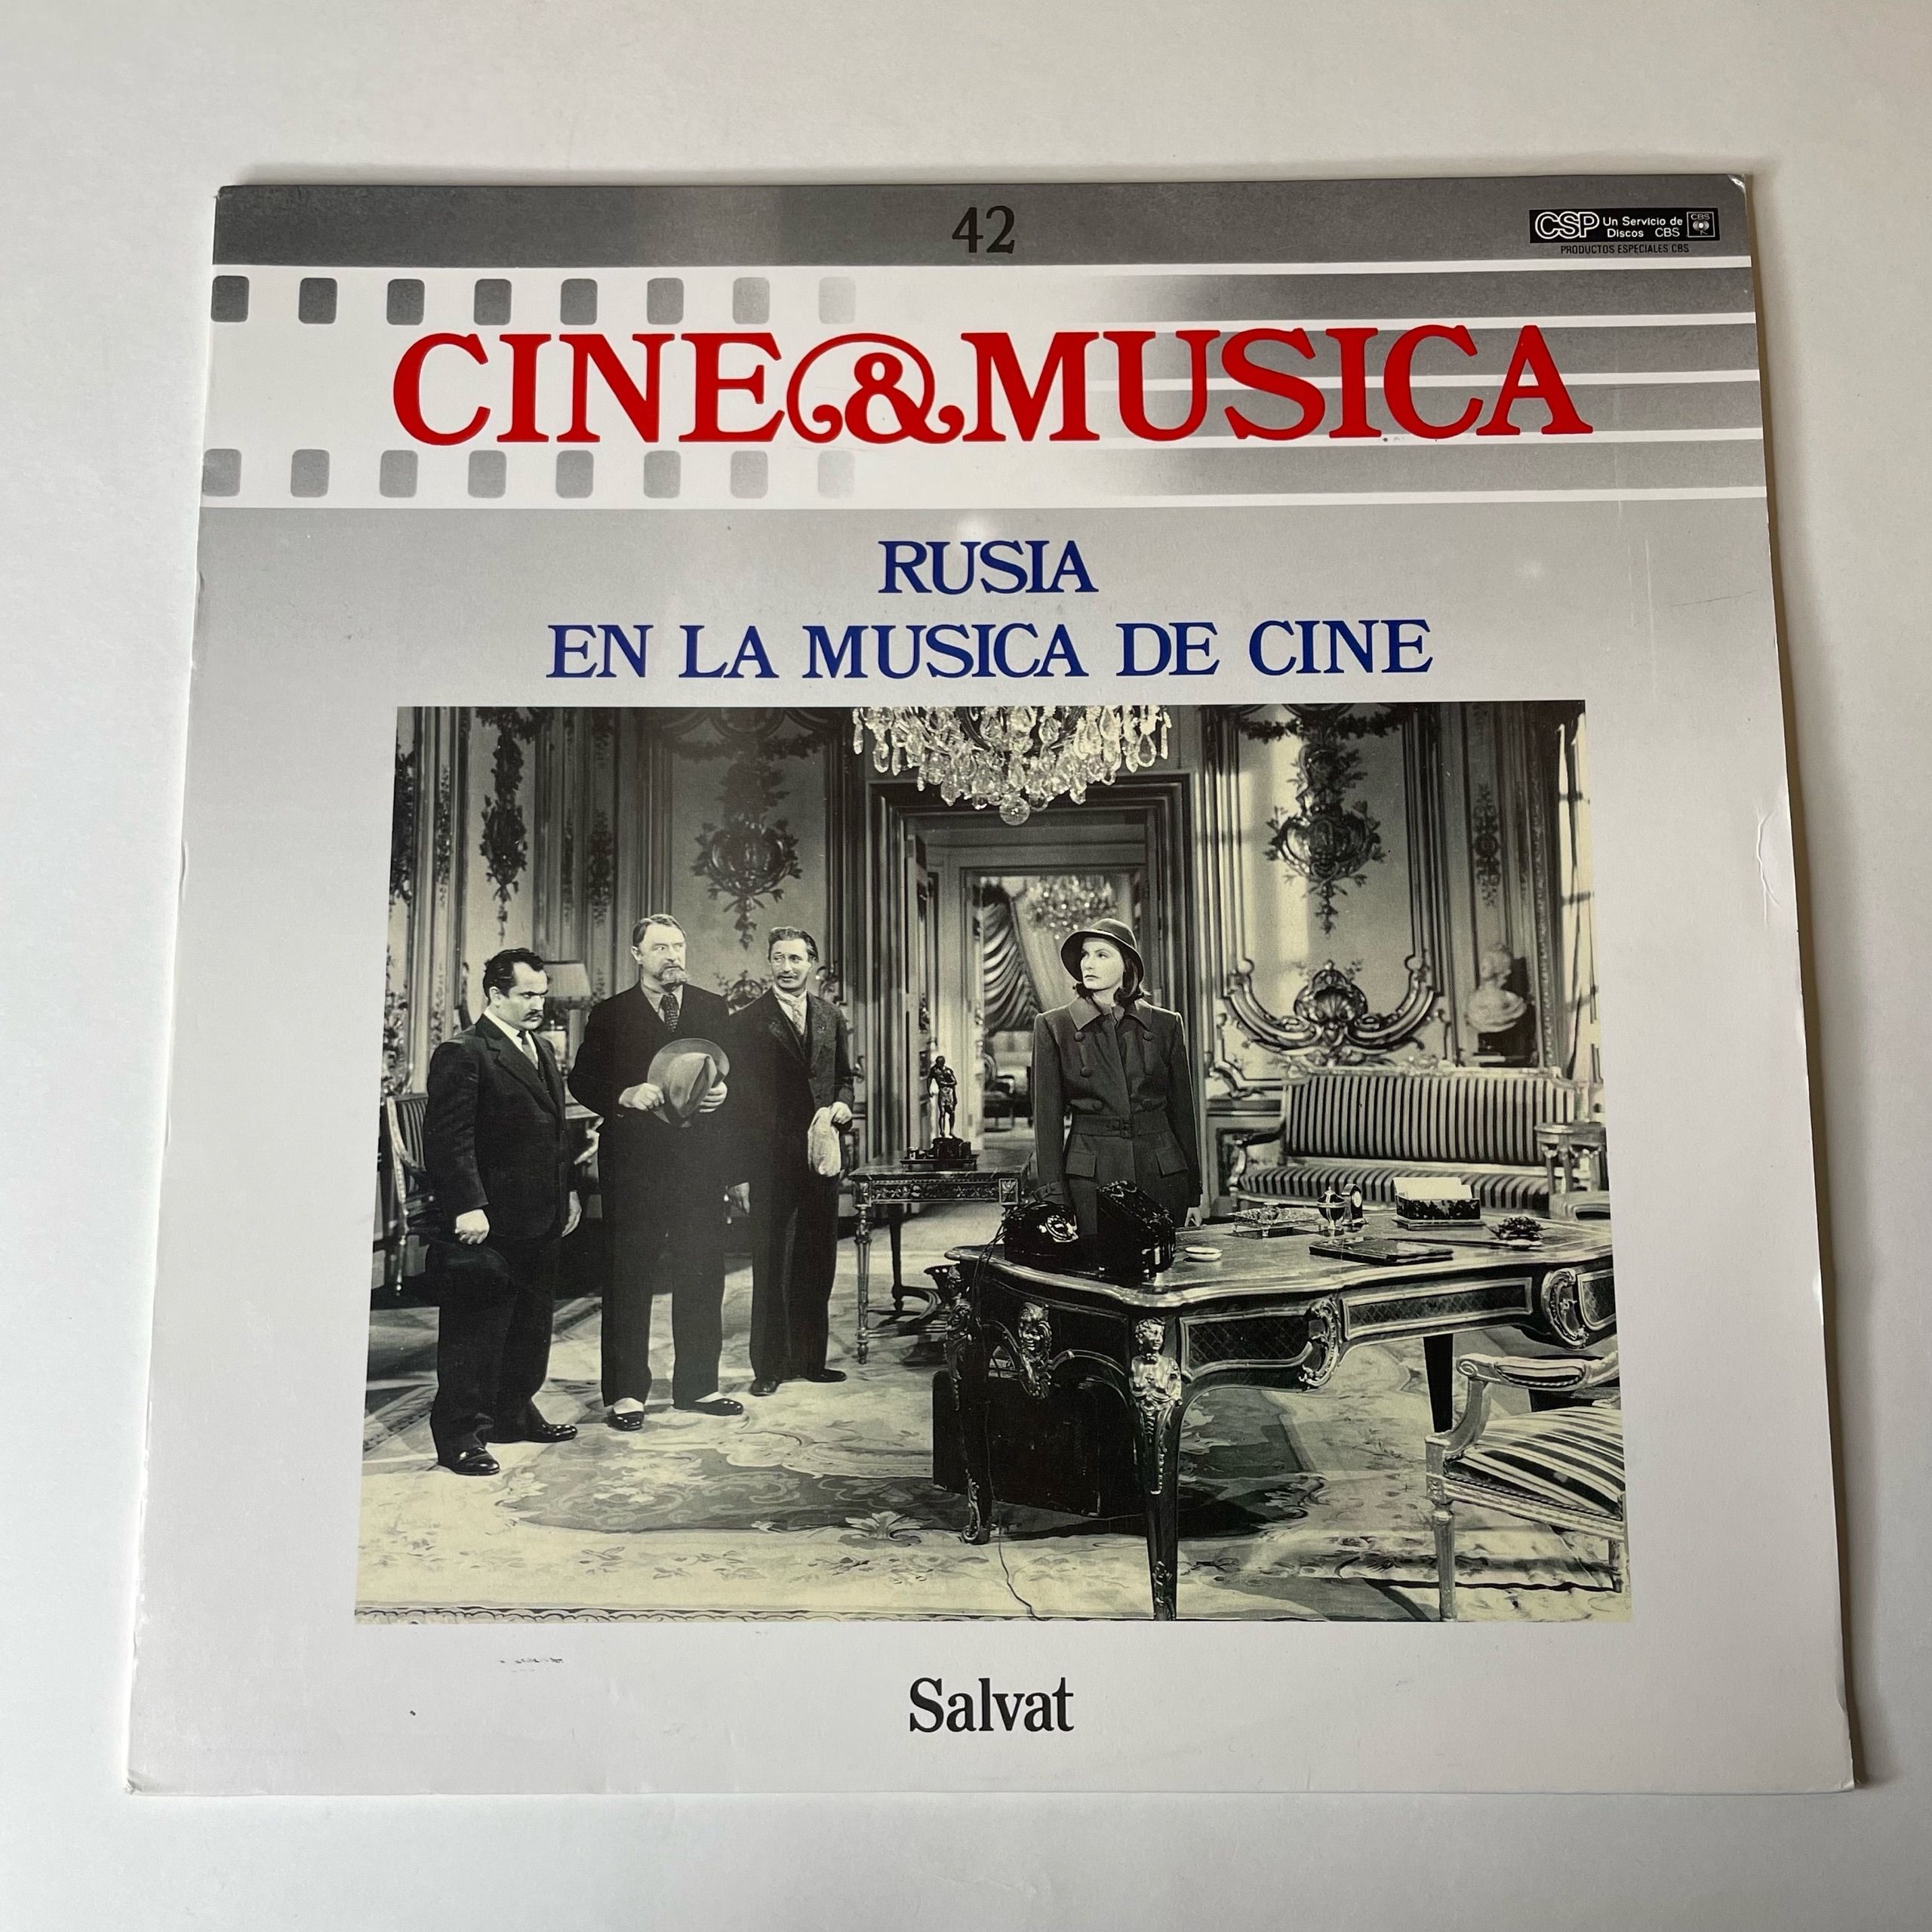 42
CSP Un Servicio de
Discos CBS
CBS
PRODUCTOS ESPECIALES CBS
CINE&MUSICA
RUSIA
EN LA MUSICA DE CINE
Salvat